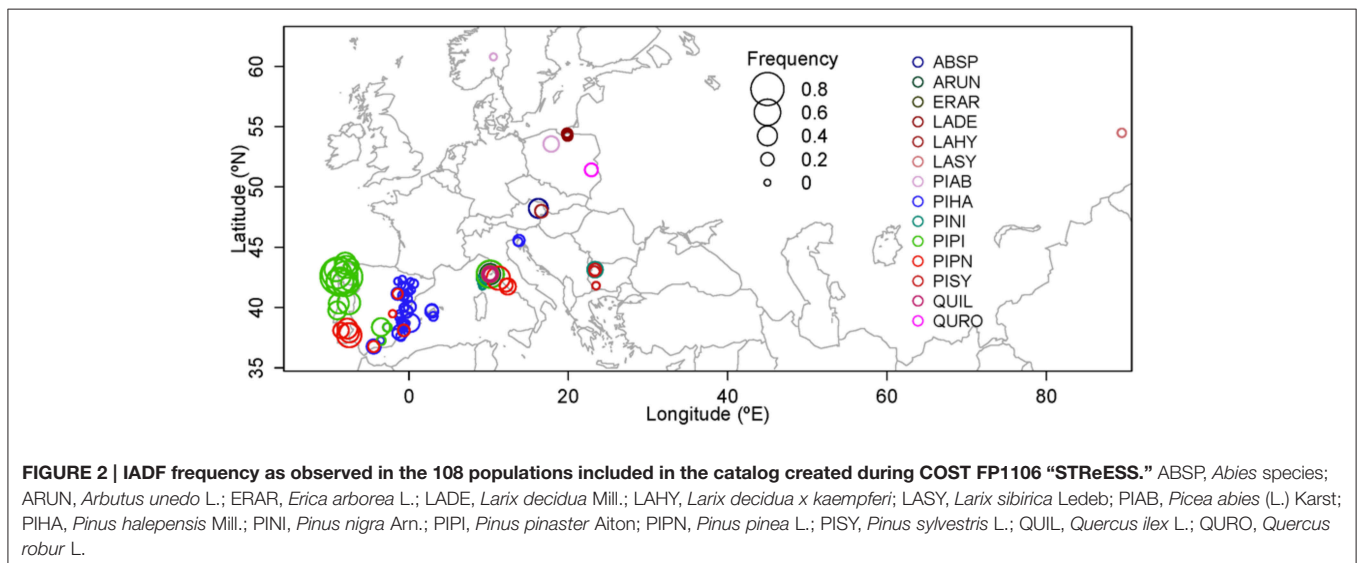 Frequency
0.8
0.6
0.4
0.2
0
ABSP
ARUN
ERAR
LADE
LAHY
LASY
PIAB
PIHA
PINI
PIPI
PIPN
PISY
QUIL
QURO
Latitude (ºN)
60
55
50
45
40
35
0
20
40
60
80
Longitude (ºE)
FIGURE 2 | IADF frequency as observed in the 108 populations included in the catalog created during COST FP1106 “STReESS.” ABSP, Abies species;
ARUN, Arbutus unedo L.; ERAR, Erica arborea L.; LADE, Larix decidua Mill.; LAHY, Larix decidua x kaempferi; LASY, Larix sibirica Ledeb; PIAB, Picea abies (L.) Karst;
PIHA, Pinus halepensis Mill.; PINI, Pinus nigra Arn.; PIPI, Pinus pinaster Aiton; PIPN, Pinus pinea L.; PISY, Pinus sylvestris L.; QUIL, Quercus ilex L.; QURO, Quercus
robur L.